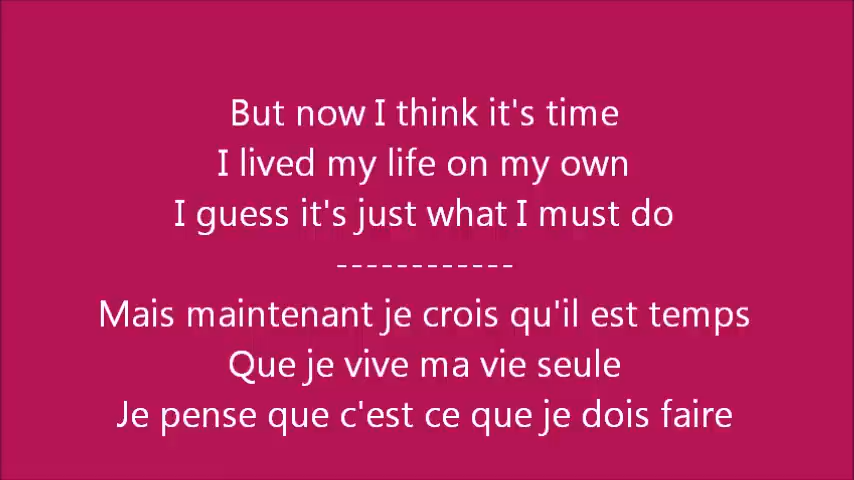 But now I think it's time
I lived my life on my own
I guess it's just what I must do
------------
Mais maintenant je crois qu'il est temps
Que je vive ma vie seule
Je pense que c'est ce que je dois faire